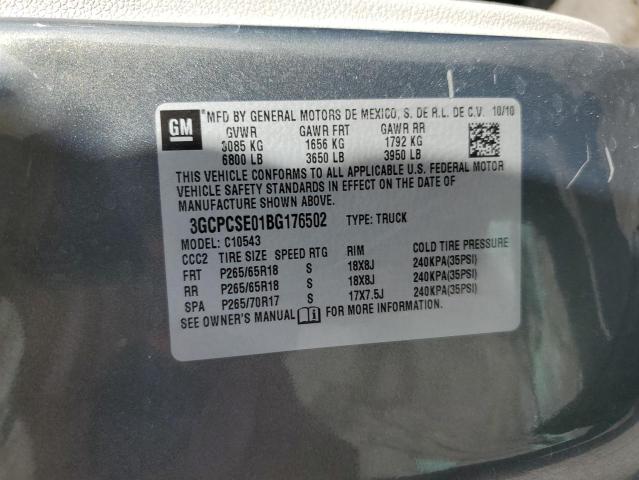 GM
MFD BY GENERAL MOTORS DE MEXICO, S. DE R.L. DE C.V. 10/10
GVWR GAWR FRT GAWR RR
3085 KG 1656 KG 1792 KG
6800 LB 3650 LB 3950 LB
THIS VEHICLE CONFORMS TO ALL APPLICABLE U.S. FEDERAL MOTOR
VEHICLE SAFETY STANDARDS IN EFFECT ON THE DATE OF
MANUFACTURE SHOWN ABOVE.
3GCPCSE01BG176502 TYPE: TRUCK
MODEL: C10543
CCC2 TIRE SIZE SPEED RTG RIM COLD TIRE PRESSURE
FRT P265/65R18 S 18X8J 240KPA(35PSI)
RR P265/65R18 S 18X8J 240KPA(35PSI)
SPA P265/70R17 S 17X7.5J 240KPA(35PSI)
SEE OWNER'S MANUAL i FOR MORE INFORMATION.